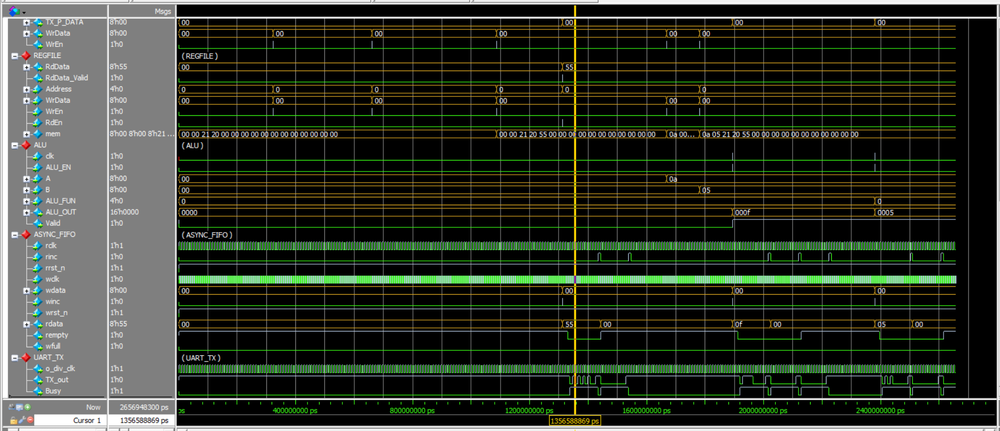 Msgs
TX_P_DATA 8'h00 00 00 00 00
WrData 8'h00 00 00 00 00 00 00
WrEn 1'h0
REGFILE (REGFILE)
RdData 8'h55 00 55
RdData_Valid 1'h0
Address 4'h0 0 0 0 0 0 0
WrData 8'h00 00 00 00 00 00 00
WrEn 1'h0
RdEn 1'h0
mem 8'h00 8'h00 8'h21 ... 00 00 21 20 00 00 00 00 00 00 00 00 00 00 00 00 00 00 21 20 55 00 00 00 00 00 00 00 00 00 00 00 0a 00... 0a 05 21 20 55 00 00 00 00 00 00 00 00 00 00 00
ALU (ALU)
clk 1'h0
ALU_EN 1'h0
A 8'h00 00 0a
B 8'h00 00 05
ALU_FUN 4'h0 0 0
ALU_OUT 16'h0000 0000 000f 0005
Valid 1'h0
ASYNC_FIFO (ASYNC_FIFO)
rclk 1'h1
rinc 1'h0
rrst_n 1'h1
wclk 1'h0
wdata 8'h00 00 00 00 00
winc 1'h0
wrst_n 1'h1
rdata 8'h55 00 55 00 0f 00 05 00
rempty 1'h0
wfull 1'h0
UART_TX (UART_TX)
o_div_clk 1'h1
TX_out 1'h0
Busy 1'h1
Now 2656948300 ps ps 400000000 ps 800000000 ps 1200000000 ps 1600000000 ps 2000000000 ps 2400000000 ps
Cursor 1 1356588869 ps 1356588869 ps